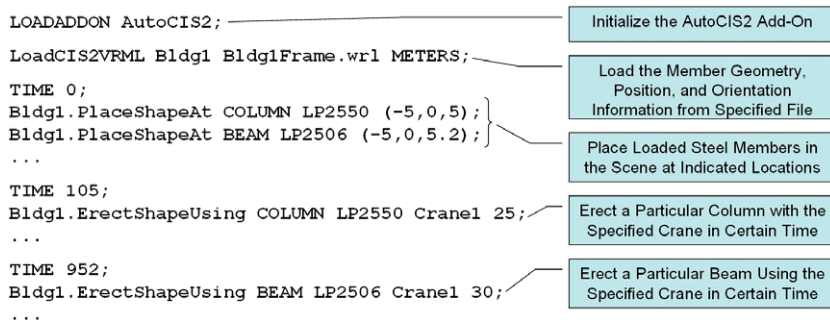 LOADADDON AutoCIS2;
Initialize the AutoCIS2 Add-On
LoadCIS2VRML Bldg1 Bldg1Frame.wrl METERS;
Load the Member Geometry,
Position, and Orientation
Information from Specified File
TIME 0;
Bldg1.PlaceShapeAt COLUMN LP2550 (-5,0,5);
Bldg1.PlaceShapeAt BEAM LP2506 (-5,0,5.2);
...
Place Loaded Steel Members in
the Scene at Indicated Locations
TIME 105;
Bldg1.ErectShapeUsing COLUMN LP2550 Crane1 25;
...
Erect a Particular Column with the
Specified Crane in Certain Time
TIME 952;
Bldg1.ErectShapeUsing BEAM LP2506 Crane1 30;
...
Erect a Particular Beam Using the
Specified Crane in Certain Time